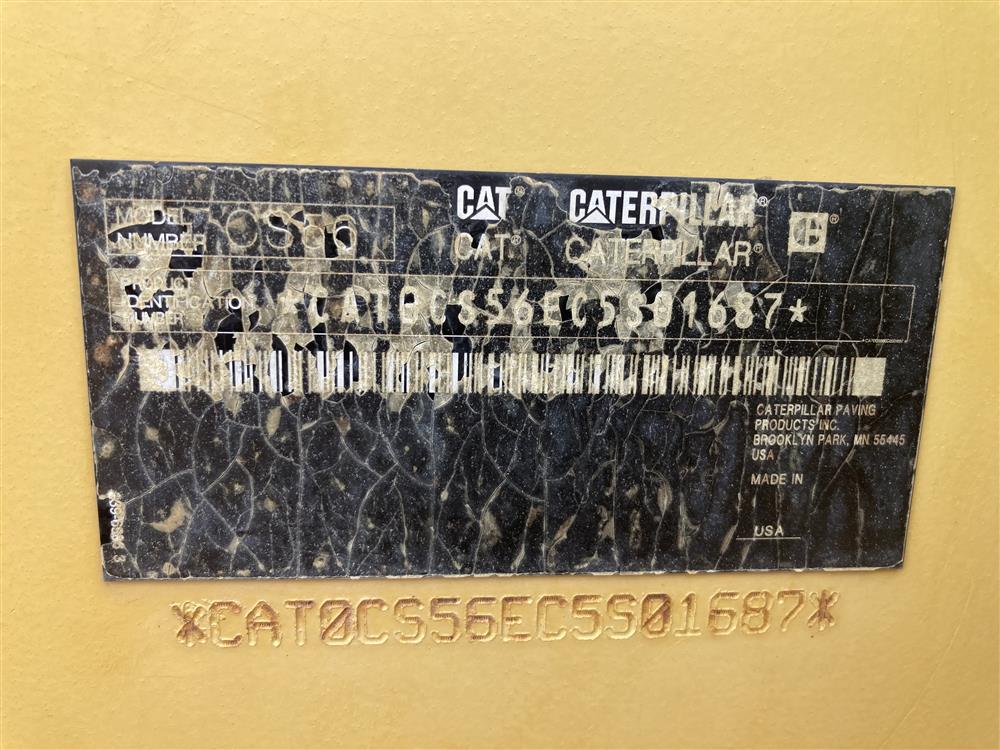 MODEL
NUMBER
CS56
CAT® CATERPILLAR®
CAT® CATERPILLAR®
PRODUCT
IDENTIFICATION
NUMBER
*CAT0CS56EC5S01687*
CATERPILLAR PAVING
PRODUCTS INC.
BROOKLYN PARK, MN 55445
USA
MADE IN
USA
*CAT0CS56EC5S01687*